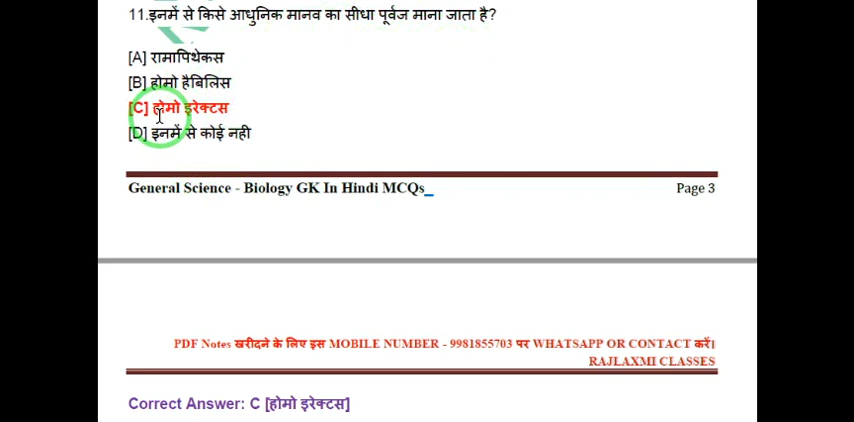 11.इनमें से किसे आधुनिक मानव का सीधा पूर्वज माना जाता है?
[A] रामापिथेकस
[B] होमो हैबिलिस
[C] होमो इरेक्टस
[D] इनमें से कोई नही
General Science - Biology GK In Hindi MCQs_ Page 3
PDF Notes खरीदने के लिए इस MOBILE NUMBER - 9981855703 पर WHATSAPP OR CONTACT करें।
RAJLAXMI CLASSES
Correct Answer: C [होमो इरेक्टस]